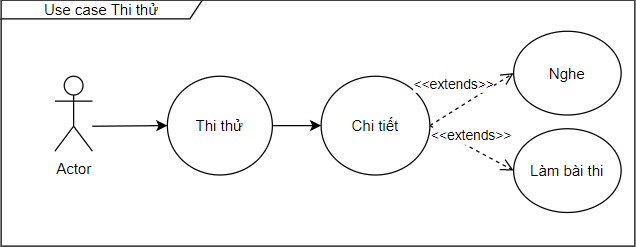 Use case Thi thử
Actor
Thi thử
Chi tiết
<<extends>>
<<extends>>
Nghe
Làm bài thi